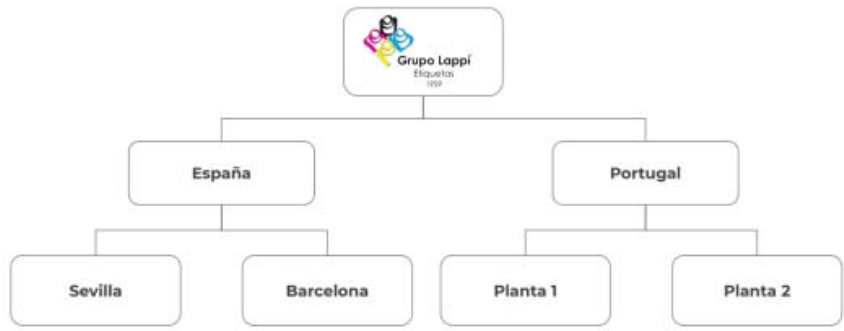 Grupo Lappí
Etiquetas
1959
España
Portugal
Sevilla
Barcelona
Planta 1
Planta 2